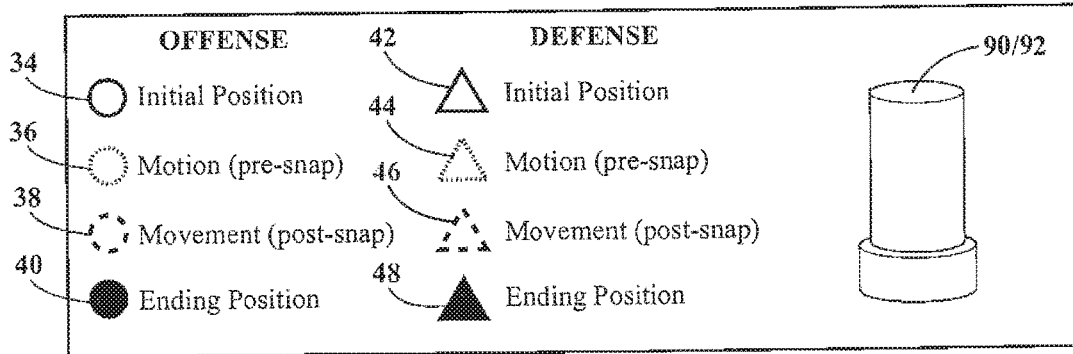 OFFENSE 42 DEFENSE 90/92
34 Initial Position Initial Position
36 Motion (pre-snap) 44 Motion (pre-snap)
38 Movement (post-snap) 46 Movement (post-snap)
40 Ending Position 48 Ending Position